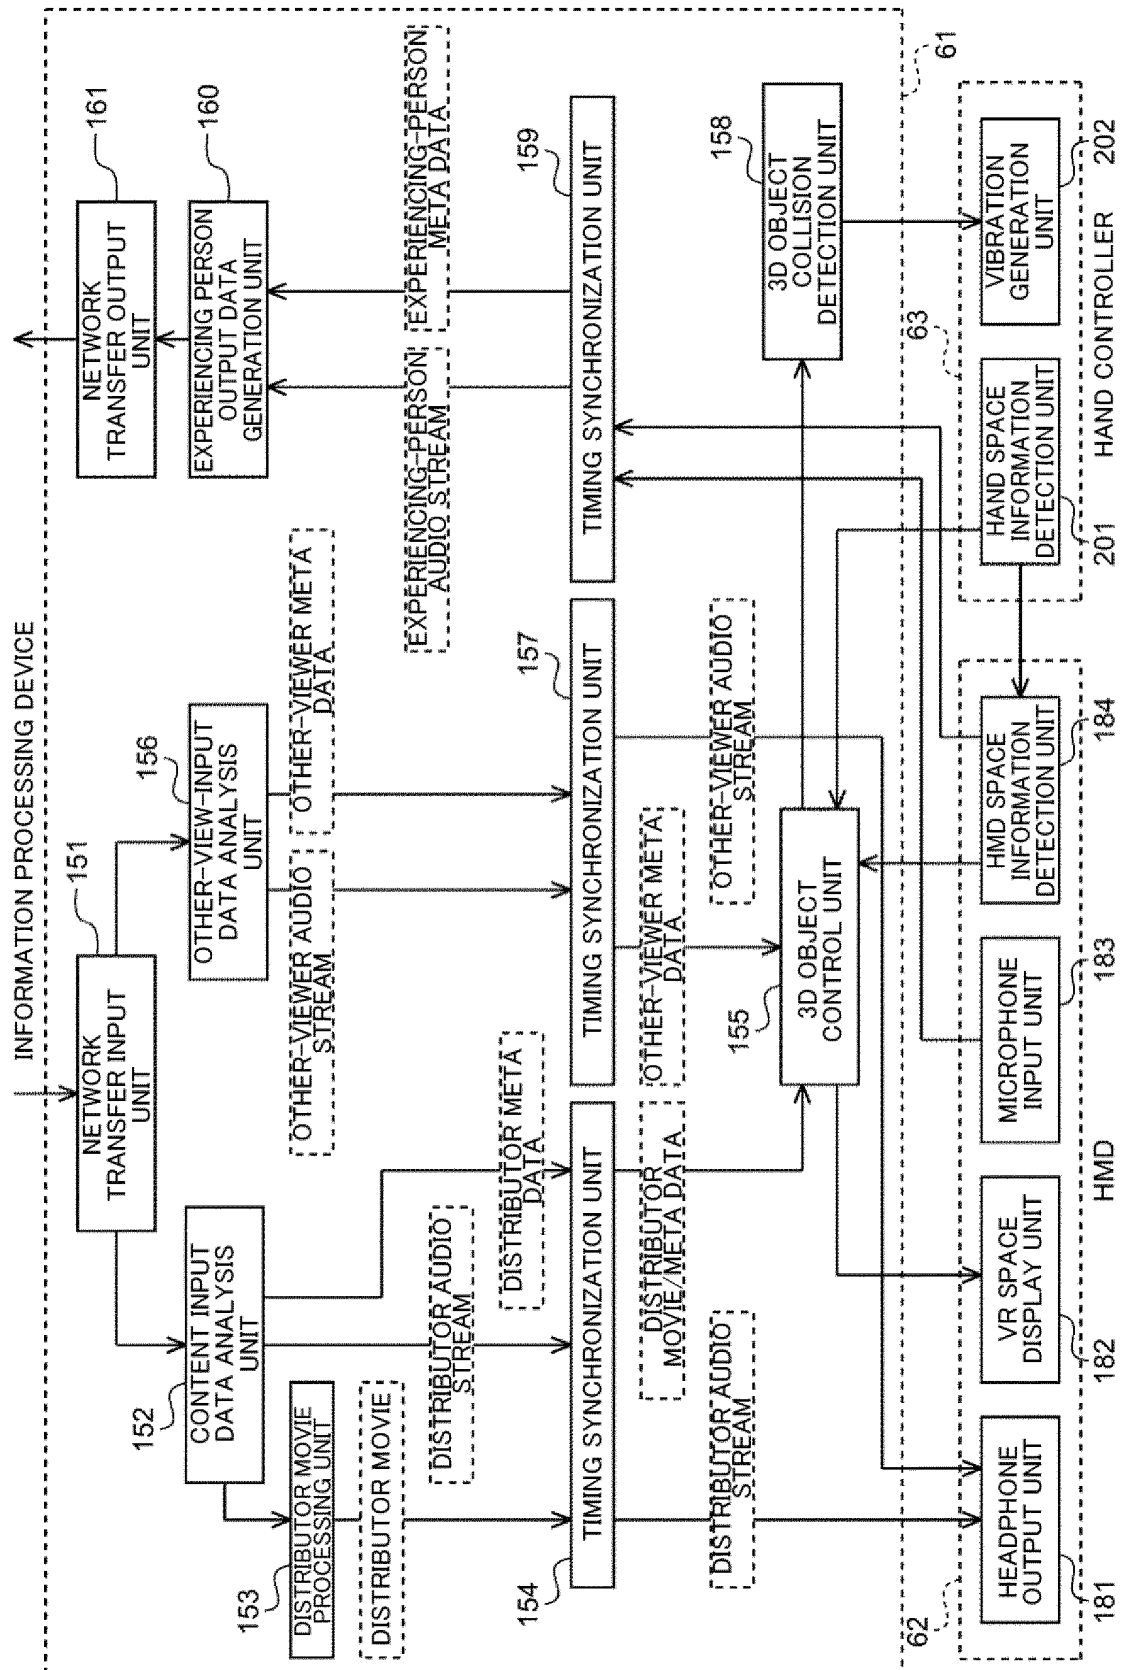 INFORMATION PROCESSING DEVICE
61
151
NETWORK
TRANSFER INPUT
UNIT
161
NETWORK
TRANSFER OUTPUT
UNIT
152
CONTENT INPUT
DATA ANALYSIS
UNIT
156
OTHER-VIEW-INPUT
DATA ANALYSIS
UNIT
160
EXPERIENCING PERSON
OUTPUT DATA
GENERATION UNIT
153
DISTRIBUTOR MOVIE
PROCESSING UNIT
DISTRIBUTOR MOVIE
DISTRIBUTOR AUDIO
STREAM
DISTRIBUTOR META
DATA
OTHER-VIEWER AUDIO
STREAM
OTHER-VIEWER META
DATA
EXPERIENCING-PERSON
AUDIO STREAM
EXPERIENCING-PERSON
META DATA
154
TIMING SYNCHRONIZATION UNIT
157
TIMING SYNCHRONIZATION UNIT
159
TIMING SYNCHRONIZATION UNIT
DISTRIBUTOR AUDIO
STREAM
DISTRIBUTOR
MOVIE/META DATA
OTHER-VIEWER META
DATA
OTHER-VIEWER AUDIO
STREAM
155
3D OBJECT
CONTROL UNIT
158
3D OBJECT
COLLISION
DETECTION UNIT
62
HEADPHONE
OUTPUT UNIT
181
VR SPACE
DISPLAY UNIT
182
MICROPHONE
INPUT UNIT
183
HMD SPACE
INFORMATION
DETECTION UNIT
184
HMD
63
HAND SPACE
INFORMATION
DETECTION UNIT
201
VIBRATION
GENERATION
UNIT
202
HAND CONTROLLER